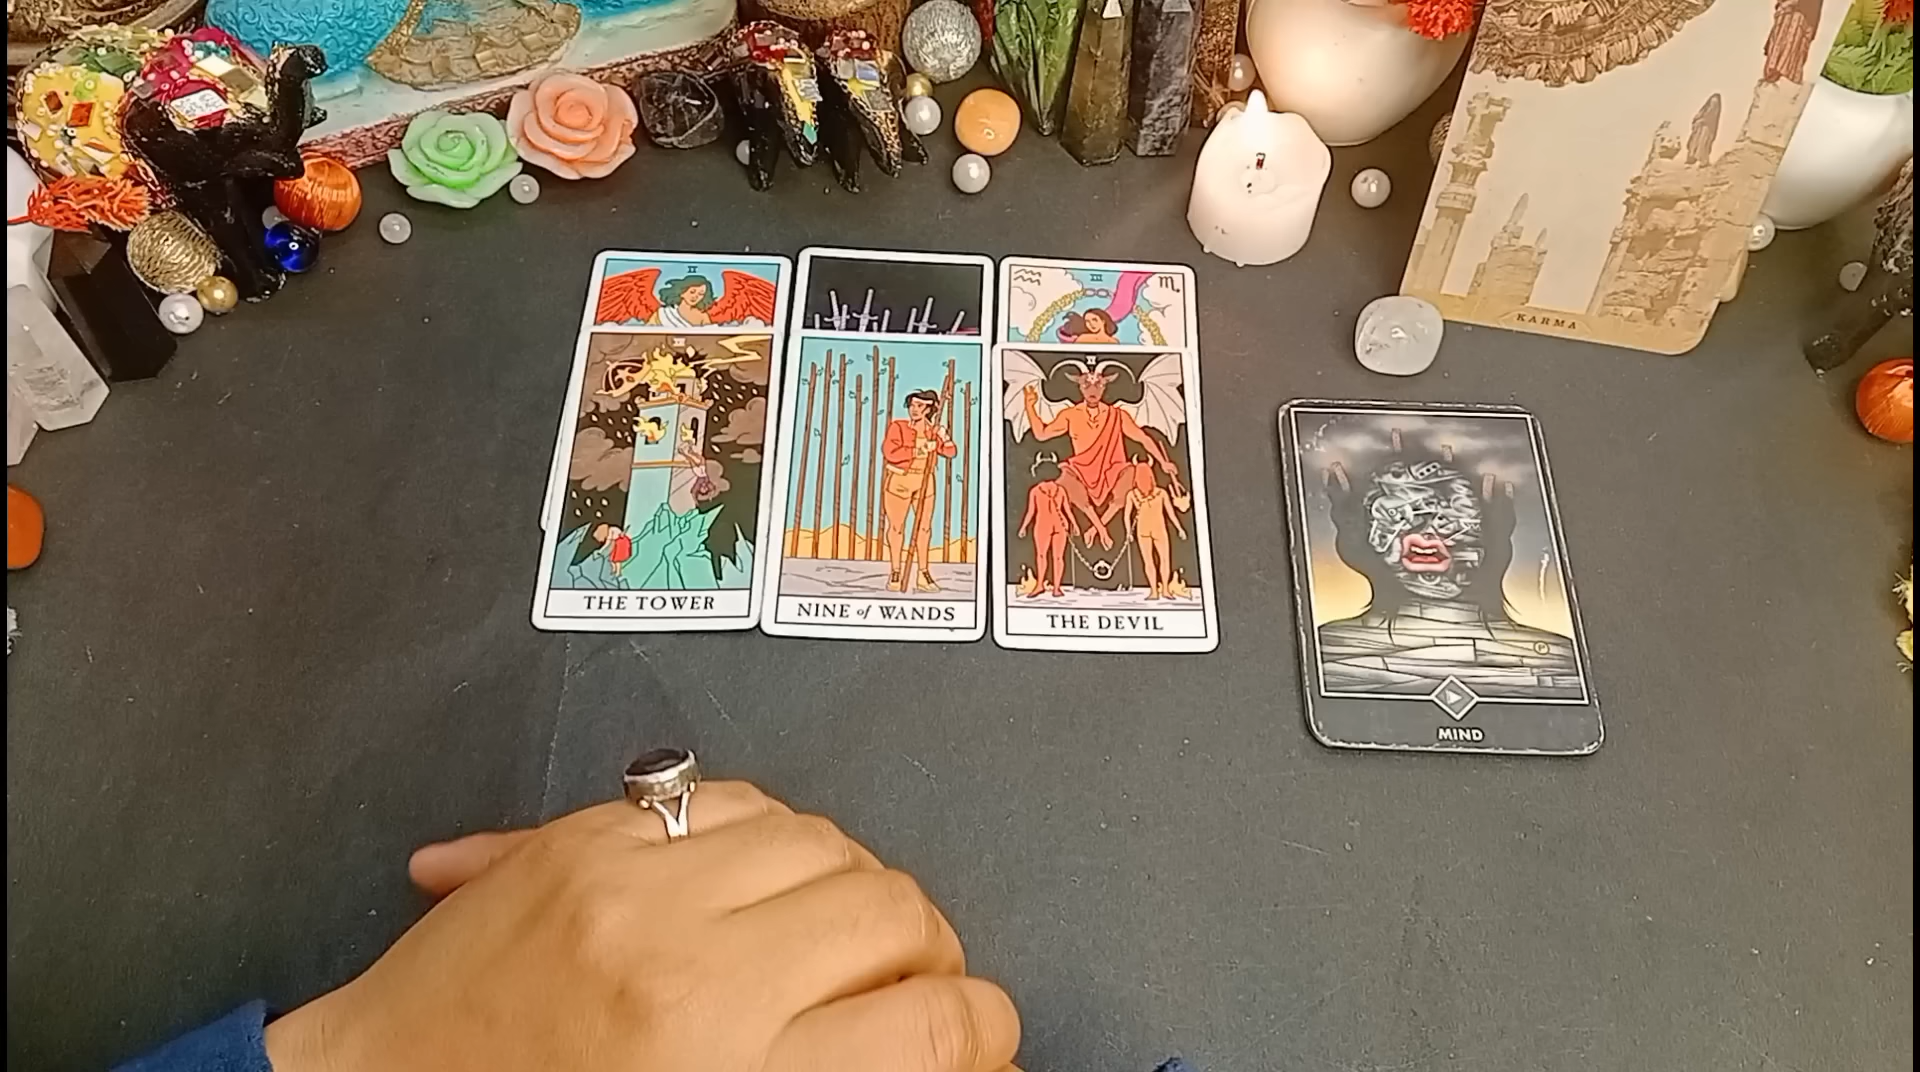 KARMA
THE TOWER
NINE of WANDS
THE DEVIL
MIND